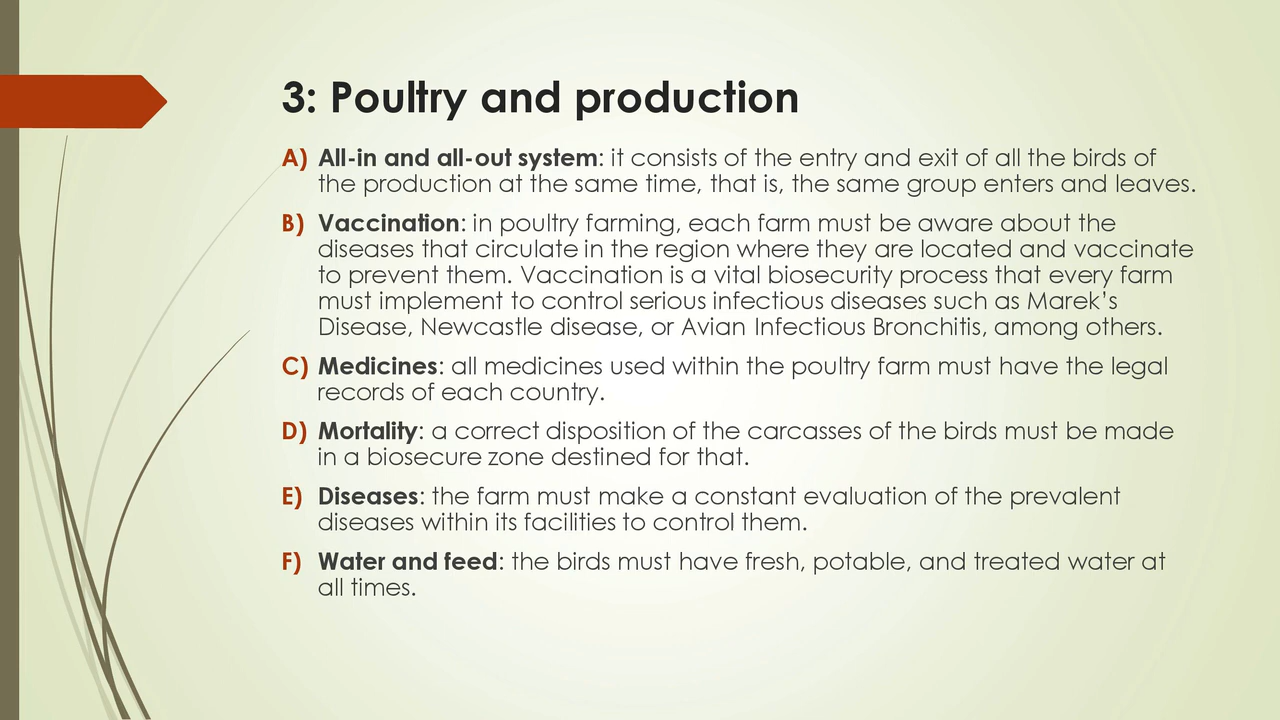 3: Poultry and production
A) All-in and all-out system: it consists of the entry and exit of all the birds of
the production at the same time, that is, the same group enters and leaves.
B) Vaccination: in poultry farming, each farm must be aware about the
diseases that circulate in the region where they are located and vaccinate
to prevent them. Vaccination is a vital biosecurity process that every farm
must implement to control serious infectious diseases such as Marek’s
Disease, Newcastle disease, or Avian Infectious Bronchitis, among others.
C) Medicines: all medicines used within the poultry farm must have the legal
records of each country.
D) Mortality: a correct disposition of the carcasses of the birds must be made
in a biosecure zone destined for that.
E) Diseases: the farm must make a constant evaluation of the prevalent
diseases within its facilities to control them.
F) Water and feed: the birds must have fresh, potable, and treated water at
all times.